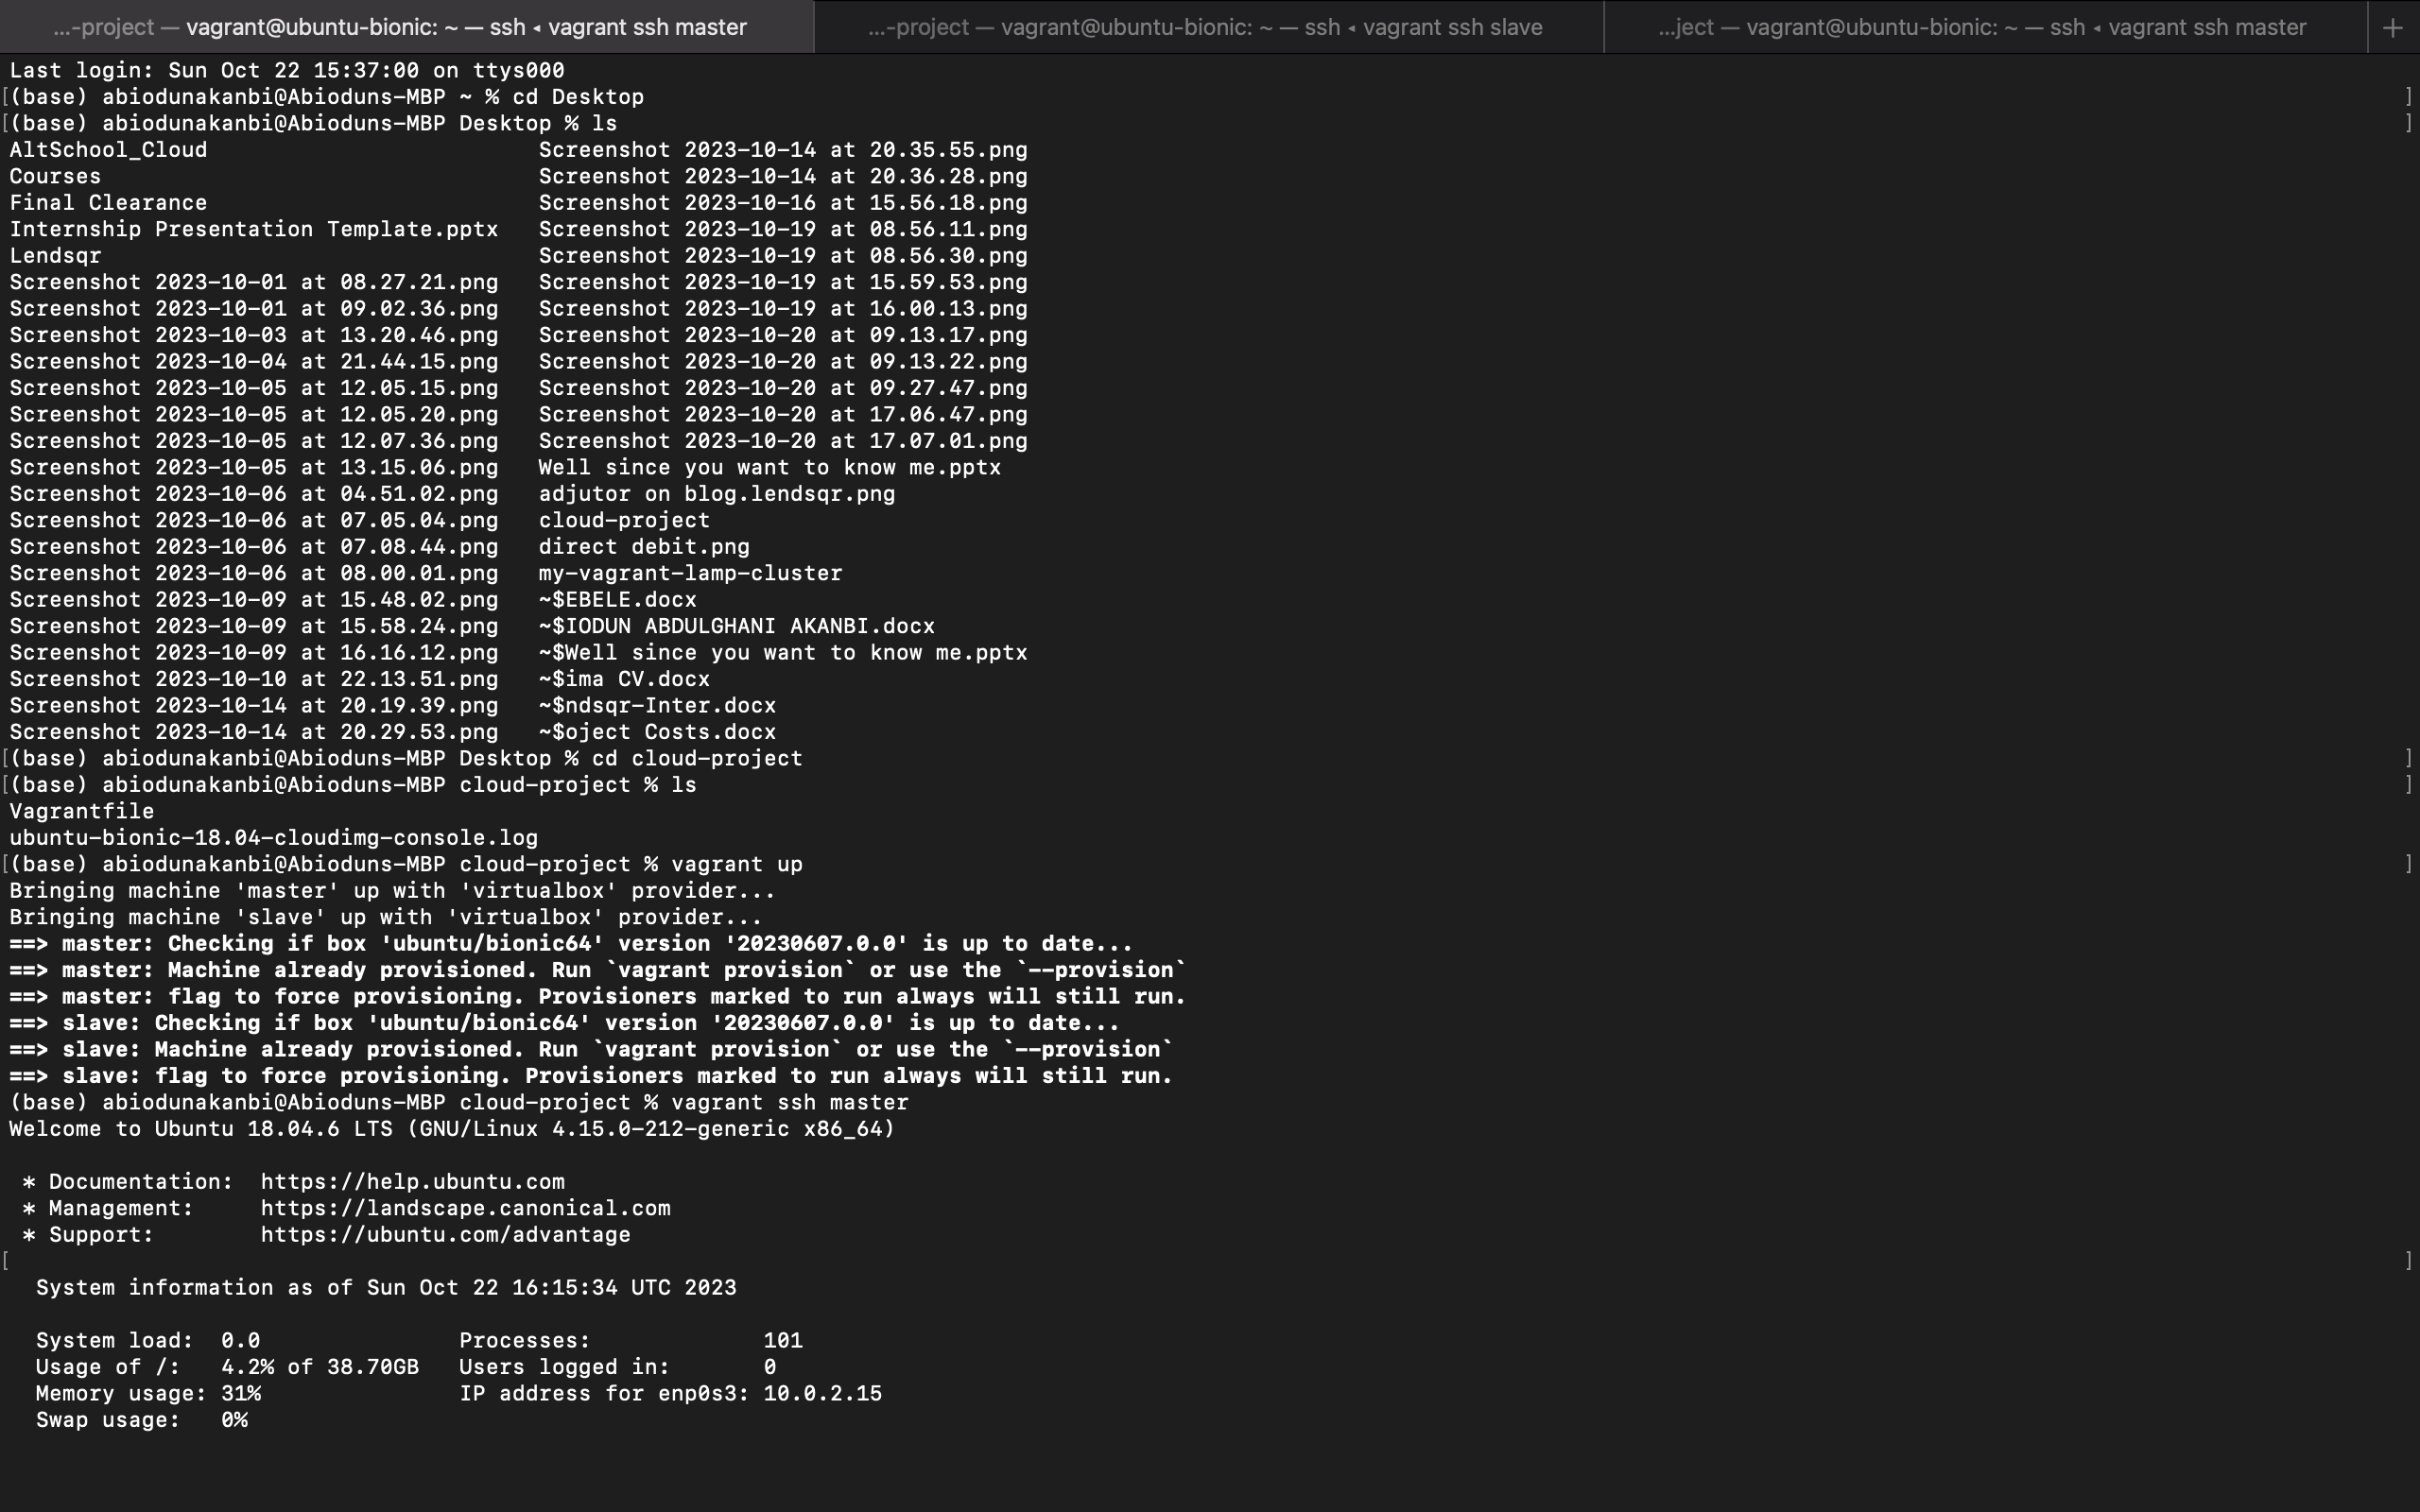 ...-project — vagrant@ubuntu-bionic: ~ — ssh ◂ vagrant ssh master
...-project — vagrant@ubuntu-bionic: ~ — ssh ◂ vagrant ssh slave
...ject — vagrant@ubuntu-bionic: ~ — ssh ◂ vagrant ssh master
+
Last login: Sun Oct 22 15:37:00 on ttys000
[(base) abiodunakanbi@Abioduns-MBP ~ % cd Desktop ]
[(base) abiodunakanbi@Abioduns-MBP Desktop % ls ]
AltSchool_Cloud Screenshot 2023-10-14 at 20.35.55.png
Courses Screenshot 2023-10-14 at 20.36.28.png
Final Clearance Screenshot 2023-10-16 at 15.56.18.png
Internship Presentation Template.pptx Screenshot 2023-10-19 at 08.56.11.png
Lendsqr Screenshot 2023-10-19 at 08.56.30.png
Screenshot 2023-10-01 at 08.27.21.png Screenshot 2023-10-19 at 15.59.53.png
Screenshot 2023-10-01 at 09.02.36.png Screenshot 2023-10-19 at 16.00.13.png
Screenshot 2023-10-03 at 13.20.46.png Screenshot 2023-10-20 at 09.13.17.png
Screenshot 2023-10-04 at 21.44.15.png Screenshot 2023-10-20 at 09.13.22.png
Screenshot 2023-10-05 at 12.05.15.png Screenshot 2023-10-20 at 09.27.47.png
Screenshot 2023-10-05 at 12.05.20.png Screenshot 2023-10-20 at 17.06.47.png
Screenshot 2023-10-05 at 12.07.36.png Screenshot 2023-10-20 at 17.07.01.png
Screenshot 2023-10-05 at 13.15.06.png Well since you want to know me.pptx
Screenshot 2023-10-06 at 04.51.02.png adjutor on blog.lendsqr.png
Screenshot 2023-10-06 at 07.05.04.png cloud-project
Screenshot 2023-10-06 at 07.08.44.png direct debit.png
Screenshot 2023-10-06 at 08.00.01.png my-vagrant-lamp-cluster
Screenshot 2023-10-09 at 15.48.02.png ~$EBELE.docx
Screenshot 2023-10-09 at 15.58.24.png ~$IODUN ABDULGHANI AKANBI.docx
Screenshot 2023-10-09 at 16.16.12.png ~$Well since you want to know me.pptx
Screenshot 2023-10-10 at 22.13.51.png ~$ima CV.docx
Screenshot 2023-10-14 at 20.19.39.png ~$ndsqr-Inter.docx
Screenshot 2023-10-14 at 20.29.53.png ~$oject Costs.docx
[(base) abiodunakanbi@Abioduns-MBP Desktop % cd cloud-project ]
[(base) abiodunakanbi@Abioduns-MBP cloud-project % ls ]
Vagrantfile
ubuntu-bionic-18.04-cloudimg-console.log
[(base) abiodunakanbi@Abioduns-MBP cloud-project % vagrant up ]
Bringing machine 'master' up with 'virtualbox' provider...
Bringing machine 'slave' up with 'virtualbox' provider...
==> master: Checking if box 'ubuntu/bionic64' version '20230607.0.0' is up to date...
==> master: Machine already provisioned. Run `vagrant provision` or use the `--provision`
==> master: flag to force provisioning. Provisioners marked to run always will still run.
==> slave: Checking if box 'ubuntu/bionic64' version '20230607.0.0' is up to date...
==> slave: Machine already provisioned. Run `vagrant provision` or use the `--provision`
==> slave: flag to force provisioning. Provisioners marked to run always will still run.
(base) abiodunakanbi@Abioduns-MBP cloud-project % vagrant ssh master
Welcome to Ubuntu 18.04.6 LTS (GNU/Linux 4.15.0-212-generic x86_64)
* Documentation: https://help.ubuntu.com
* Management: https://landscape.canonical.com
* Support: https://ubuntu.com/advantage
[ ]
System information as of Sun Oct 22 16:15:34 UTC 2023
System load: 0.0 Processes: 101
Usage of /: 4.2% of 38.70GB Users logged in: 0
Memory usage: 31% IP address for enp0s3: 10.0.2.15
Swap usage: 0%